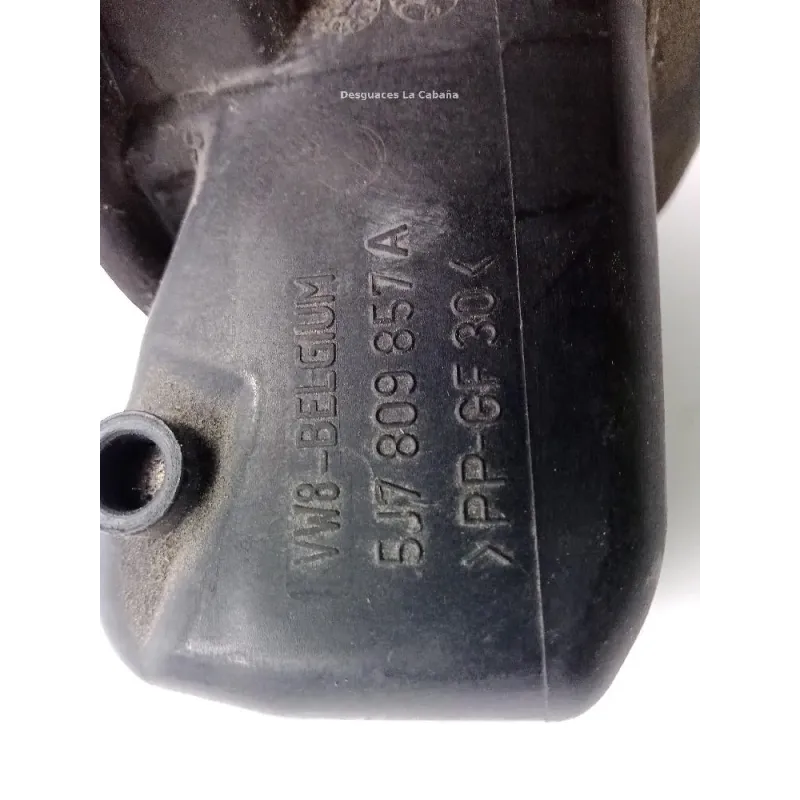 Desguaces La Cabaña
VW8-BELGIUM
5J7 809 857 A
>PP-GF 30<